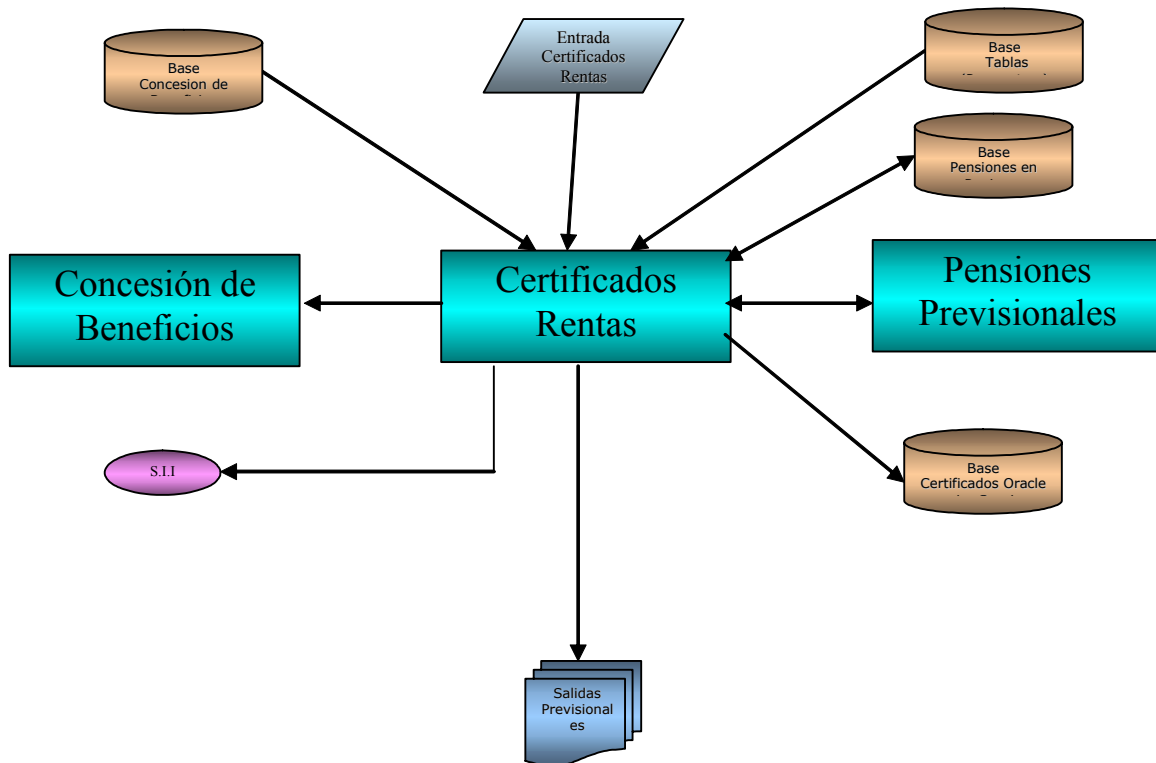 Base
Concesion de
Entrada
Certificados
Rentas
Base
Tablas
Base
Pensiones en
Concesión de
Beneficios
Certificados
Rentas
Pensiones
Previsionales
S.I.I
Base
Certificados Oracle
Salidas
Previsional
es